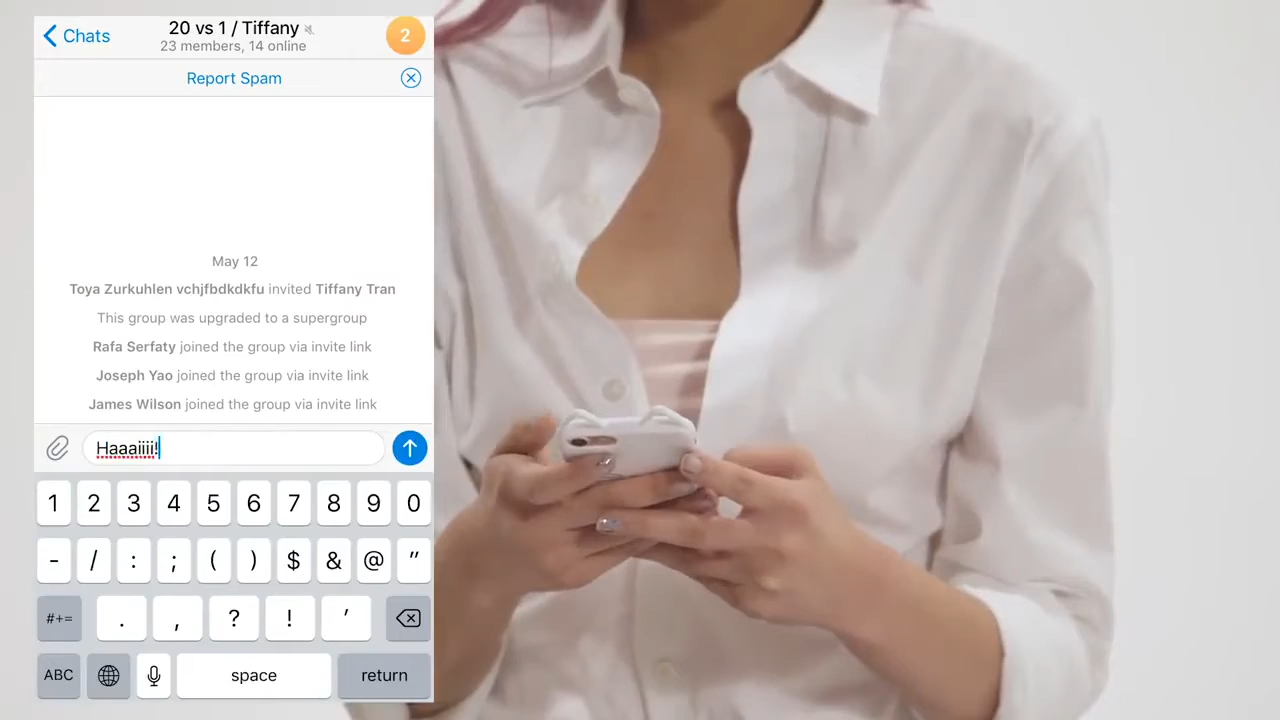 Chats
20 vs 1 / Tiffany
23 members, 14 online
2
Report Spam
May 12
Toya Zurkuhlen vchjfbdkdkfu invited Tiffany Tran
This group was upgraded to a supergroup
Rafa Serfaty joined the group via invite link
Joseph Yao joined the group via invite link
James Wilson joined the group via invite link
Haaaiiii!
1 2 3 4 5 6 7 8 9 0
- / : ; ( ) $ & @ "
#+= . , ? ! '
ABC space return